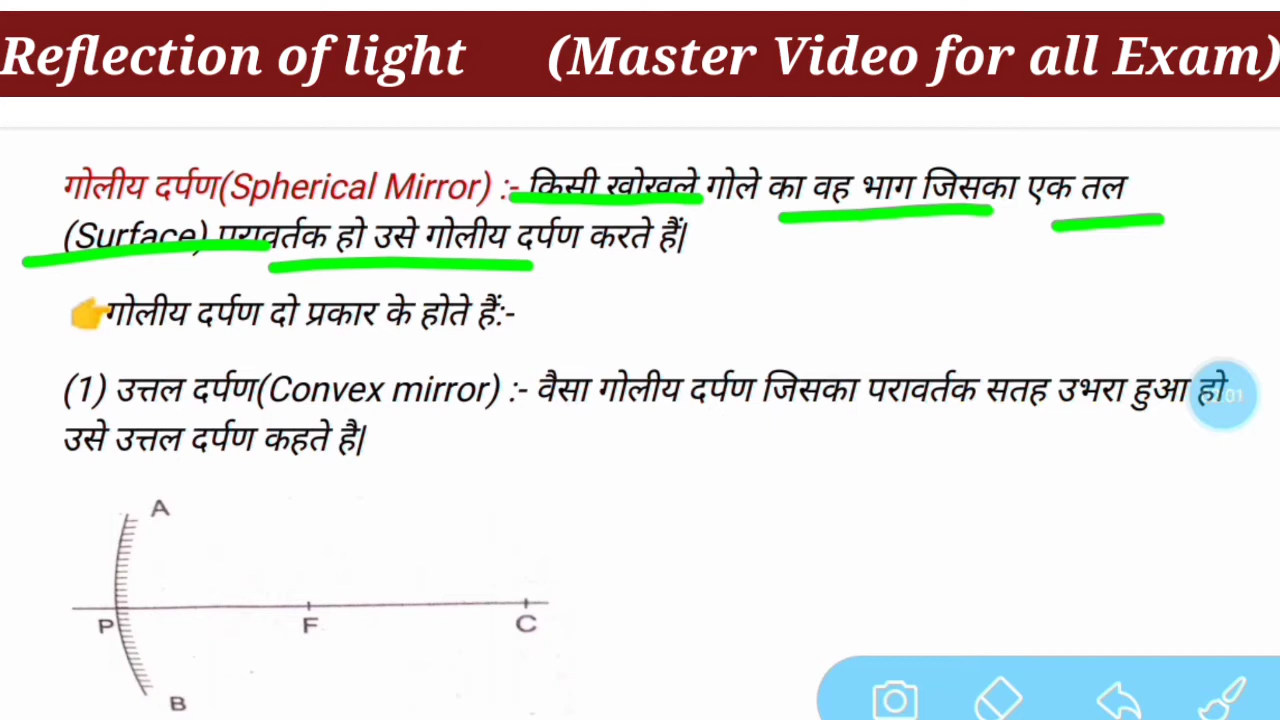 Reflection of light (Master Video for all Exam)
गोलीय दर्पण(Spherical Mirror) :- किसी खोखले गोले का वह भाग जिसका एक तल
(Surface) परावर्तक हो उसे गोलीय दर्पण करते हैं|
👉गोलीय दर्पण दो प्रकार के होते हैं:-
(1) उत्तल दर्पण(Convex mirror) :- वैसा गोलीय दर्पण जिसका परावर्तक सतह उभरा हुआ हो
उसे उत्तल दर्पण कहते है|
A
P F C
B